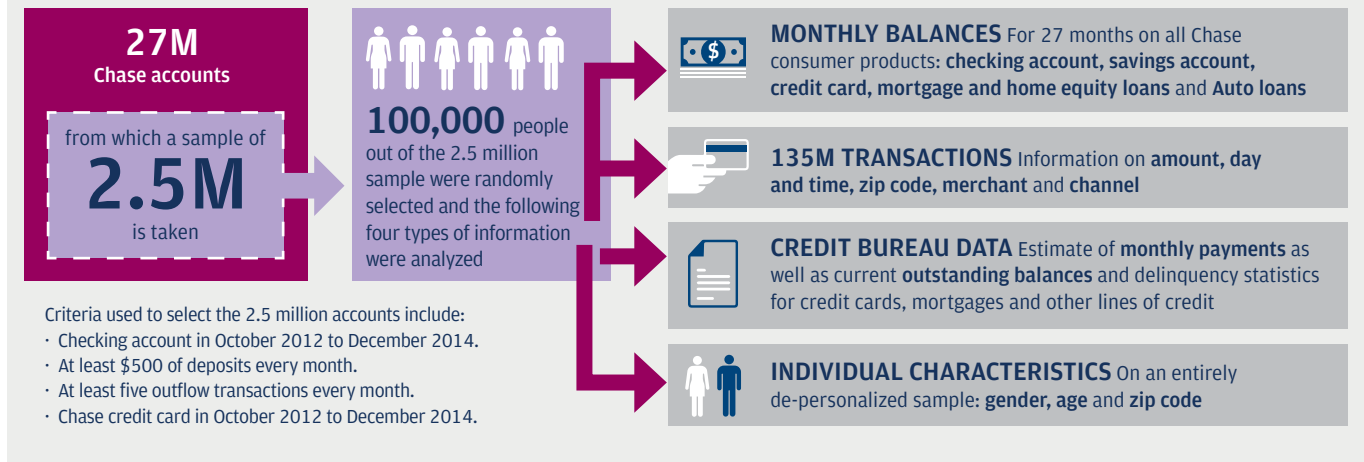 27M
Chase accounts
from which a sample of
2.5M
is taken
100,000 people
out of the 2.5 million
sample were randomly
selected and the following
four types of information
were analyzed
Criteria used to select the 2.5 million accounts include:
· Checking account in October 2012 to December 2014.
· At least $500 of deposits every month.
· At least five outflow transactions every month.
· Chase credit card in October 2012 to December 2014.
$
MONTHLY BALANCES For 27 months on all Chase
consumer products: checking account, savings account,
credit card, mortgage and home equity loans and Auto loans
135M TRANSACTIONS Information on amount, day
and time, zip code, merchant and channel
CREDIT BUREAU DATA Estimate of monthly payments as
well as current outstanding balances and delinquency statistics
for credit cards, mortgages and other lines of credit
INDIVIDUAL CHARACTERISTICS On an entirely
de-personalized sample: gender, age and zip code